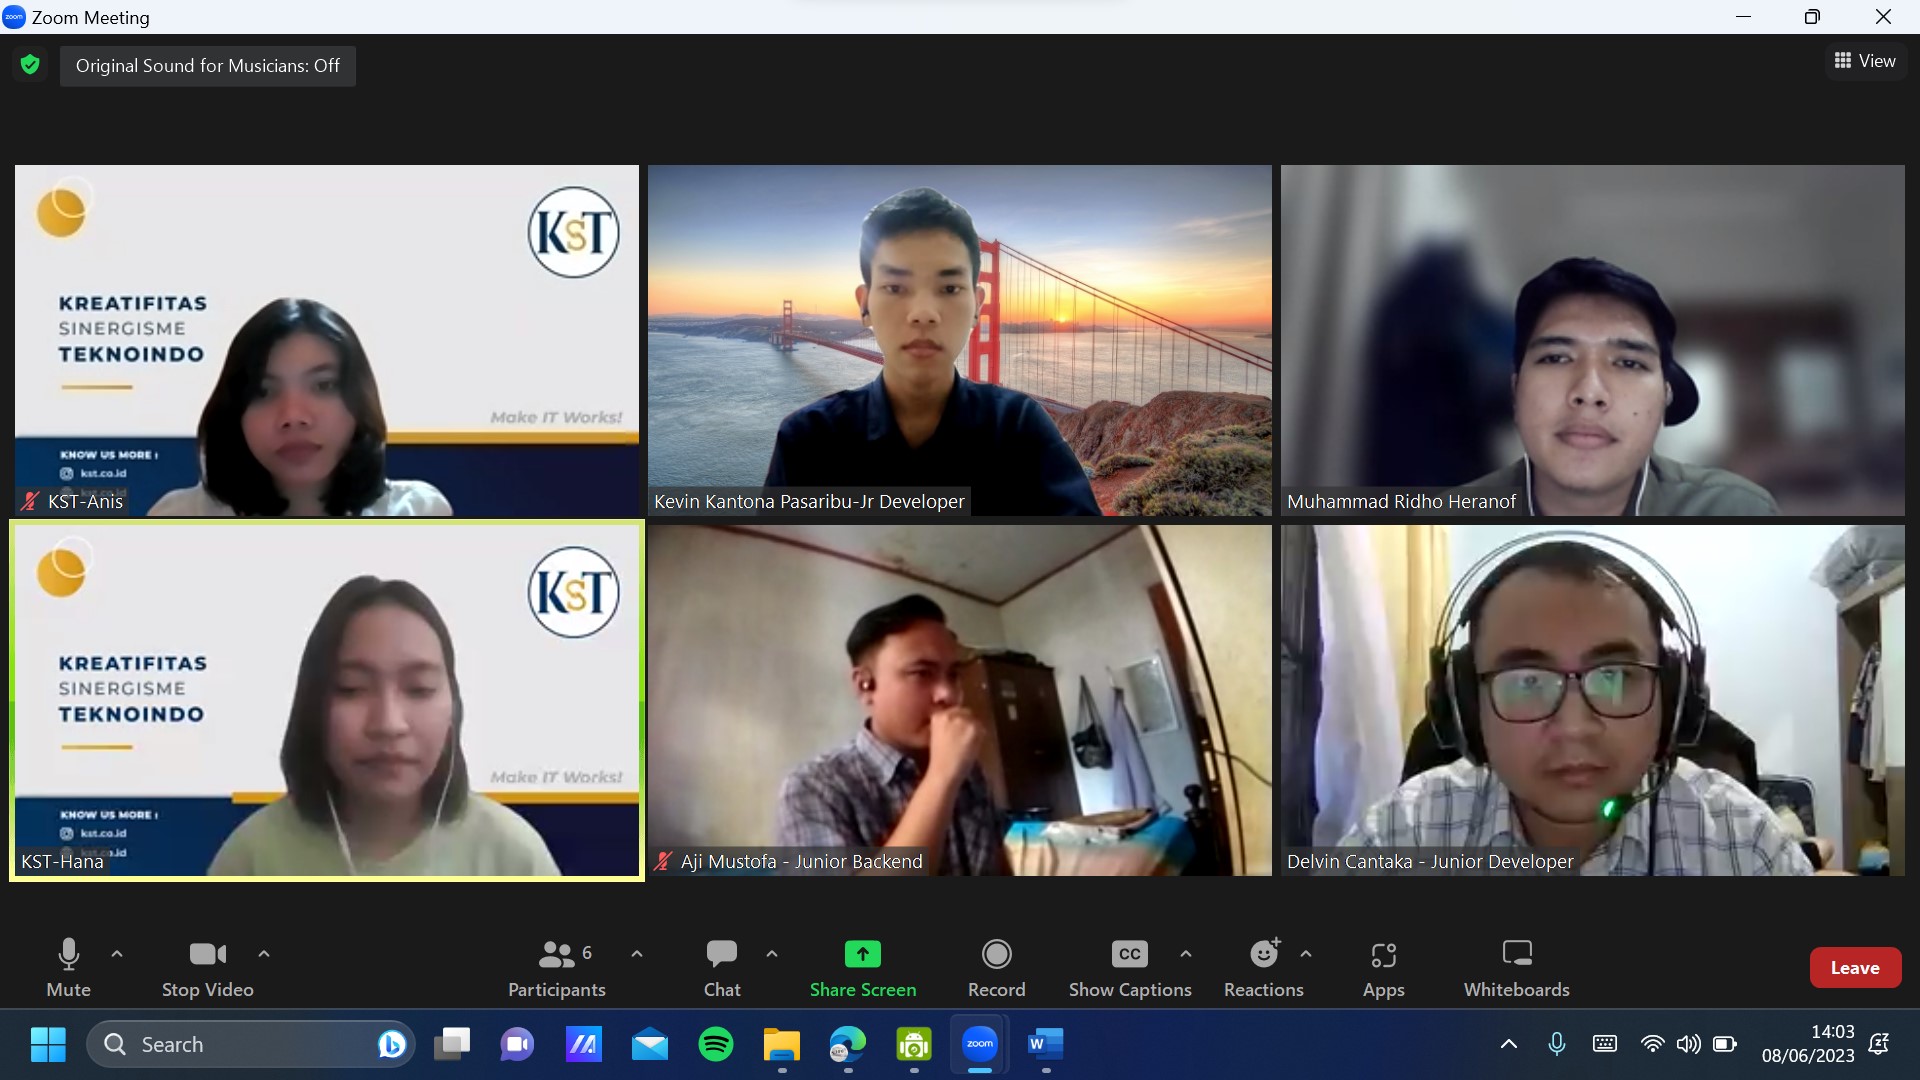 zoom Zoom Meeting
Original Sound for Musicians: Off
View
KST
KREATIFITAS
SINERGISME
TEKNOINDO
Make IT Works!
KNOW US MORE :
kst.co.id
KST-Anis
Kevin Kantona Pasaribu-Jr Developer
Muhammad Ridho Heranof
KST
KREATIFITAS
SINERGISME
TEKNOINDO
Make IT Works!
KNOW US MORE :
kst.co.id
KST-Hana
Aji Mustofa - Junior Backend
Delvin Cantaka - Junior Developer
6
CC
Mute
Stop Video
Participants
Chat
Share Screen
Record
Show Captions
Reactions
Apps
Whiteboards
Leave
Search
zoom
W
14:03
08/06/2023